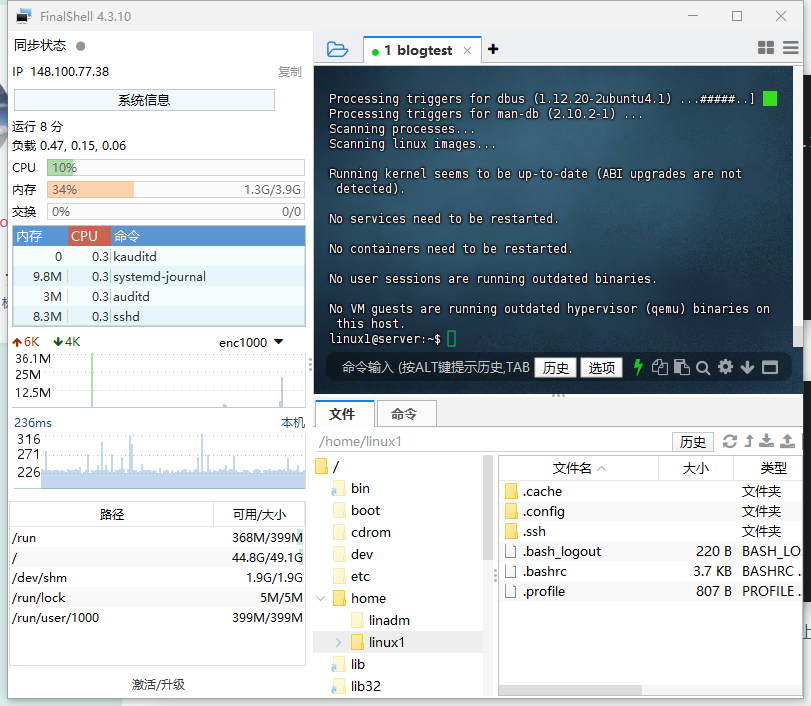 FinalShell 4.3.10
同步状态
IP 148.100.77.38 复制
系统信息
运行 8 分
负载 0.47, 0.15, 0.06
CPU 10%
内存 34% 1.3G/3.9G
交换 0% 0/0
内存 CPU 命令
0 0.3 kauditd
9.8M 0.3 systemd-journal
3M 0.3 auditd
8.3M 0.3 sshd
6K 4K enc1000
36.1M
25M
12.5M
236ms 本机
316
271
226
路径 可用/大小
/run 368M/399M
/ 44.8G/49.1G
/dev/shm 1.9G/1.9G
/run/lock 5M/5M
/run/user/1000 399M/399M
激活/升级
1 blogtest × +
Processing triggers for dbus (1.12.20-2ubuntu4.1) ...#####..]
Processing triggers for man-db (2.10.2-1) ...
Scanning processes...
Scanning linux images...
Running kernel seems to be up-to-date (ABI upgrades are not
detected).
No services need to be restarted.
No containers need to be restarted.
No user sessions are running outdated binaries.
No VM guests are running outdated hypervisor (qemu) binaries on
this host.
linux1@server:~$
命令输入 (按ALT键提示历史,TAB 历史 选项
文件 命令
/home/linux1 历史
/
bin
boot
cdrom
dev
etc
home
linadm
linux1
lib
lib32
文件名 大小 类型
.cache 文件夹
.config 文件夹
.ssh 文件夹
.bash_logout 220 B BASH_LO
.bashrc 3.7 KB BASHRC .
.profile 807 B PROFILE .